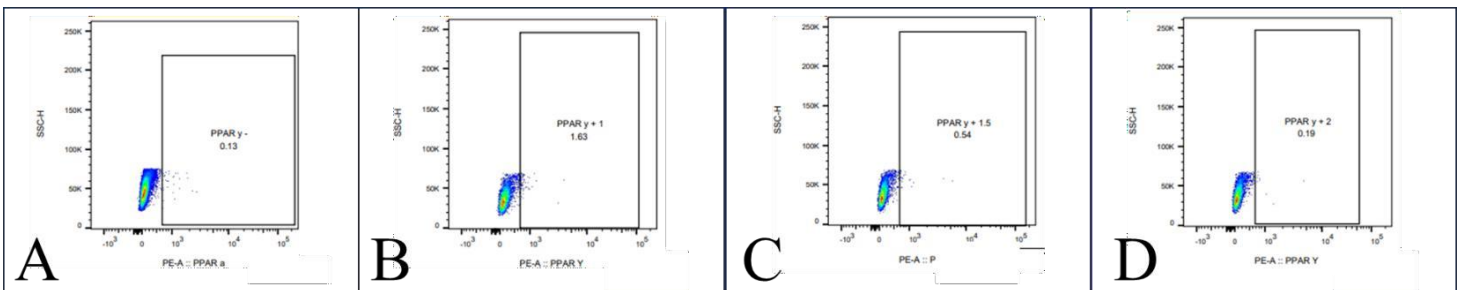 250K
200K
150K
100K
50K
0
SSC-H
PPAR y -
0.13
-10³ 0 10³ 10⁴ 10⁵
PE-A :: PPAR a
A
250K
200K
150K
100K
50K
0
SSC-H
PPAR y + 1
1.63
-10³ 0 10³ 10⁴ 10⁵
PE-A :: PPAR Y
B
250K
200K
150K
100K
50K
0
SSC-H
PPAR y + 1.5
0.54
-10³ 0 10³ 10⁴ 10⁵
PE-A :: P
C
250K
200K
150K
100K
50K
0
SSC-H
PPAR y + 2
0.19
-10³ 0 10³ 10⁴ 10⁵
PE-A :: PPAR Y
D